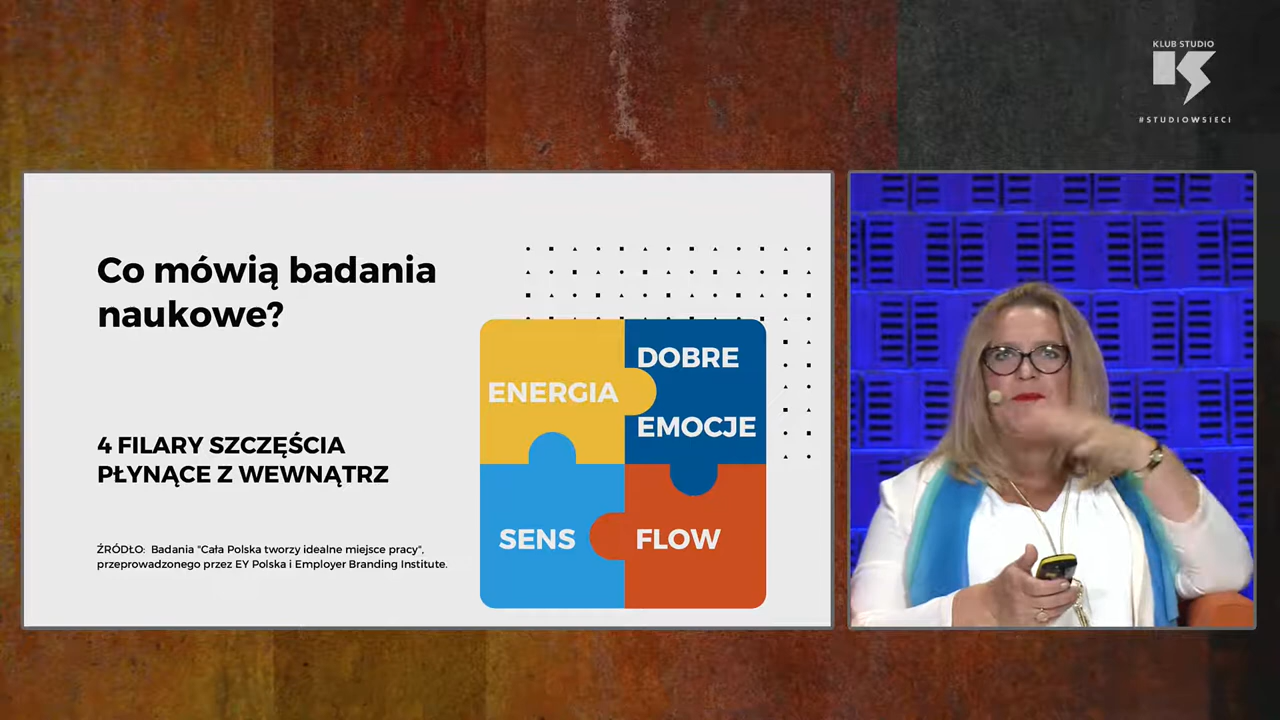 KLUB STUDIO
#STUDIOWSIECI
Co mówią badania
naukowe?
4 FILARY SZCZĘŚCIA
PŁYNĄCE Z WEWNĄTRZ
ŹRÓDŁO: Badania "Cała Polska tworzy idealne miejsce pracy",
przeprowadzonego przez EY Polska i Employer Branding Institute.
ENERGIA
DOBRE
EMOCJE
SENS
FLOW